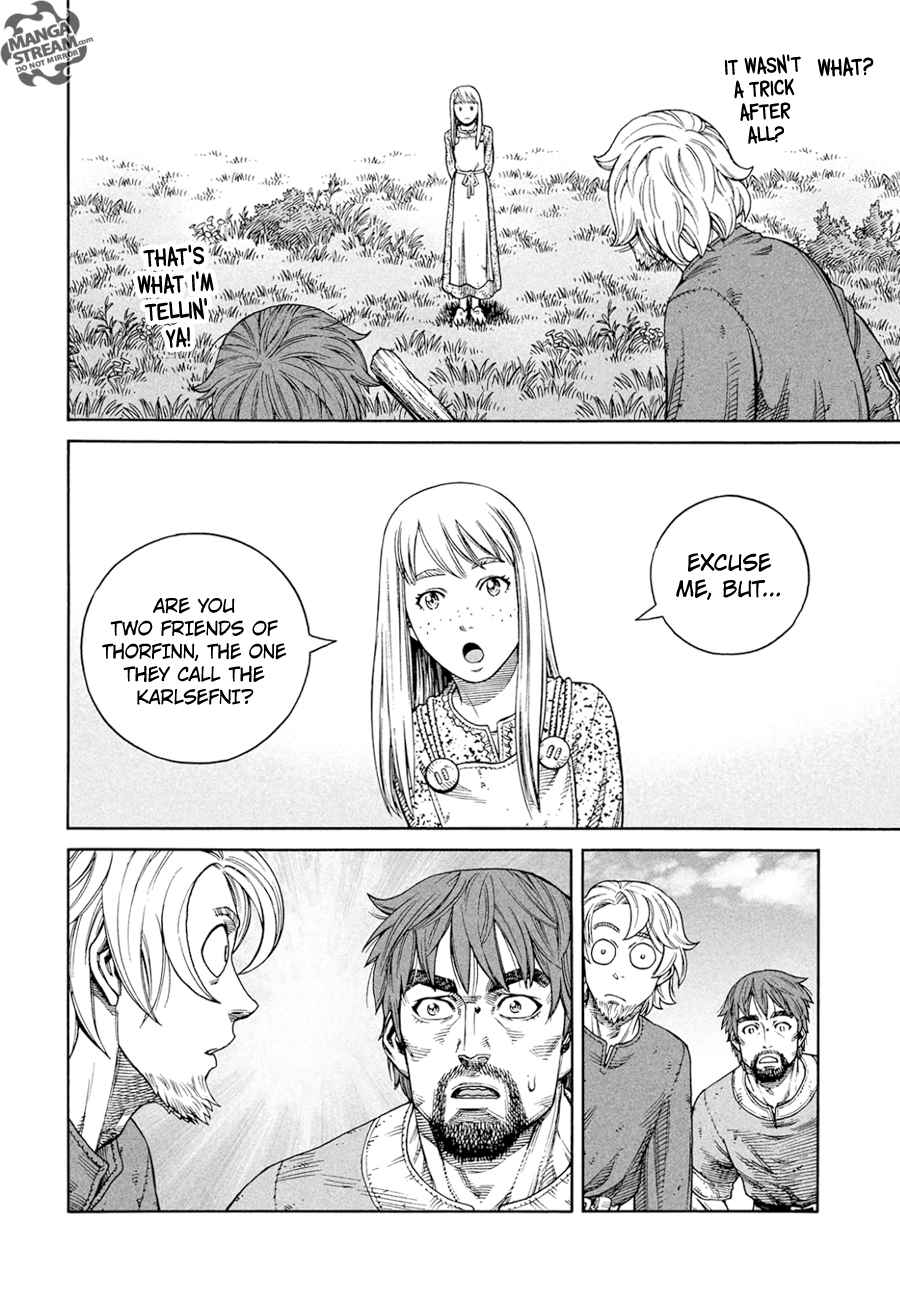 MANGA
STREAM.com
DO NOT MIRROR!
WHAT?
IT WASN'T
A TRICK
AFTER
ALL?
THAT'S
WHAT I'M
TELLIN'
YA!
EXCUSE
ME, BUT...
ARE YOU
TWO FRIENDS OF
THORFINN, THE ONE
THEY CALL THE
KARLSEFNI?